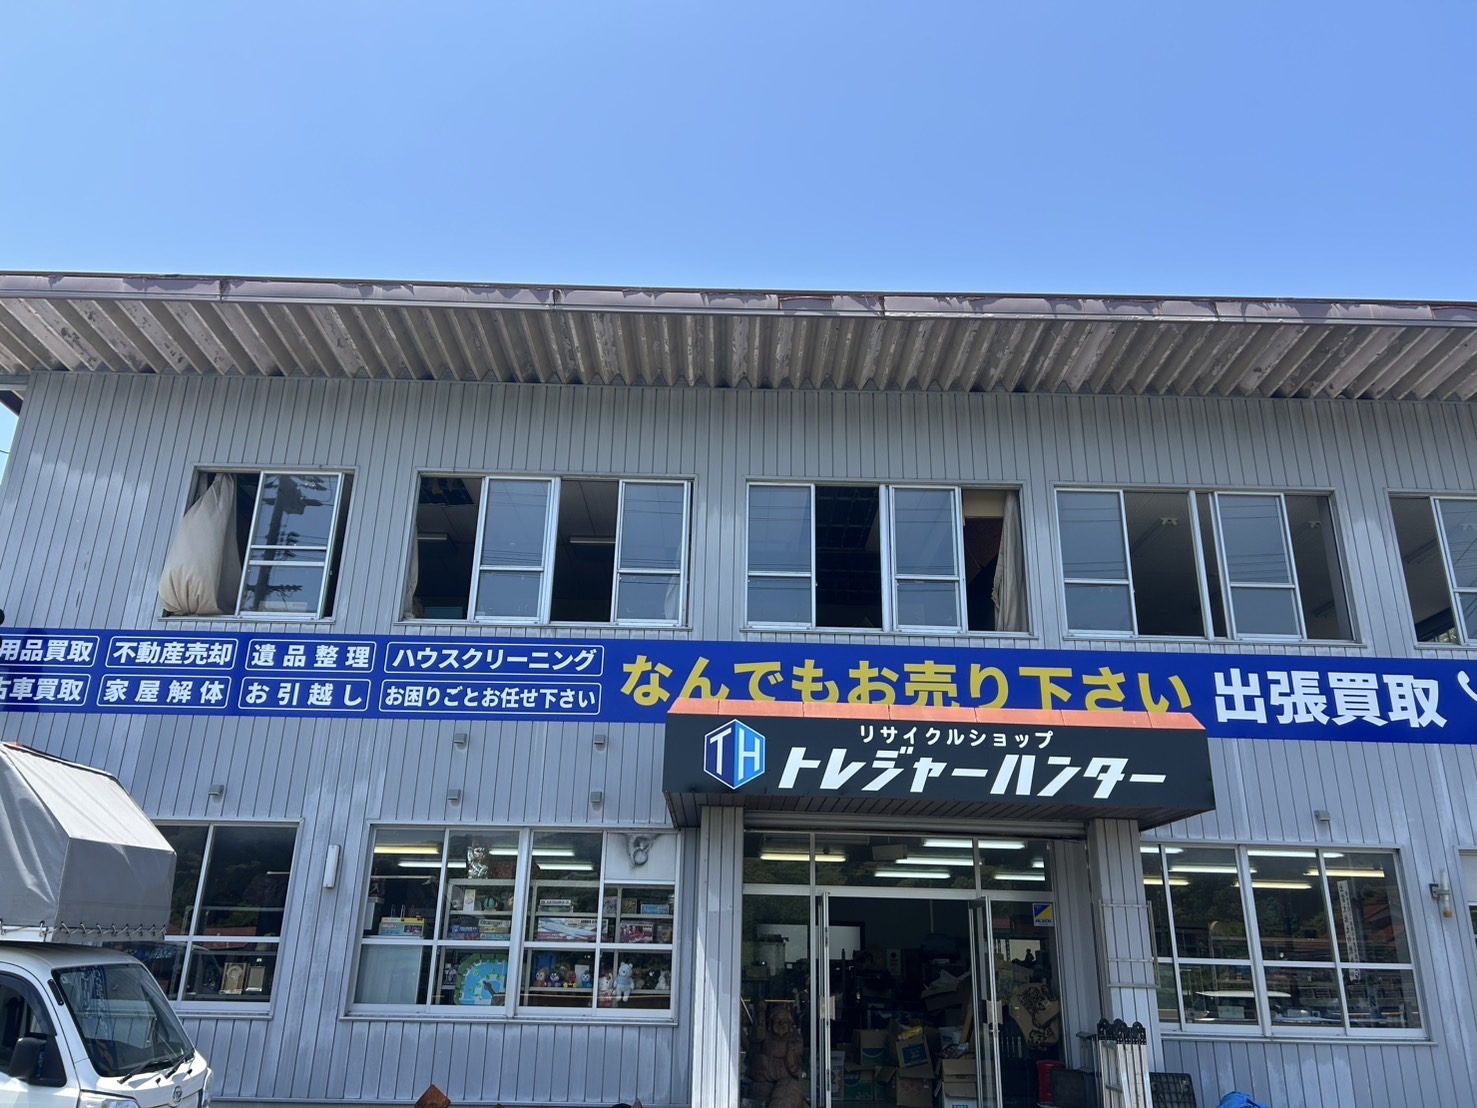 用品買取 不動産売却 遺品整理 ハウスクリーニング
古車買取 家屋解体 お引越し お困りごとお任せ下さい
なんでもお売り下さい 出張買取
TH リサイクルショップ
トレジャーハンター